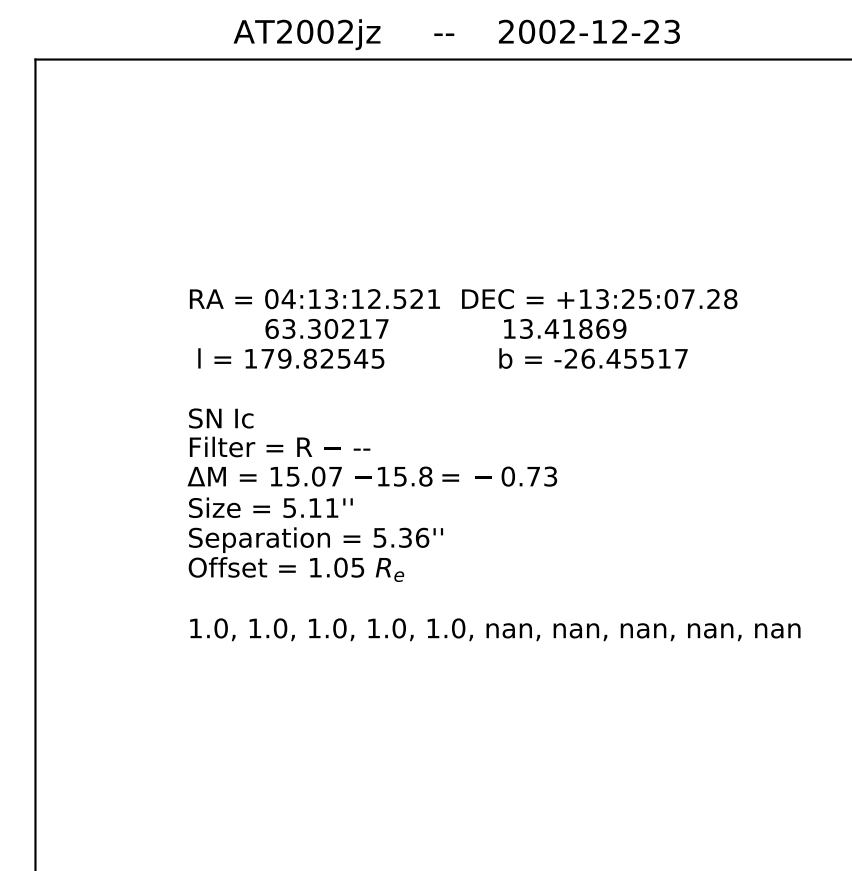 AT2002jz -- 2002-12-23
RA = 04:13:12.521 DEC = +13:25:07.28
63.30217 13.41869
l = 179.82545 b = -26.45517
SN Ic
Filter = R − --
ΔM = 15.07 −15.8 = −0.73
Size = 5.11''
Separation = 5.36''
Offset = 1.05 Re
1.0, 1.0, 1.0, 1.0, 1.0, nan, nan, nan, nan, nan